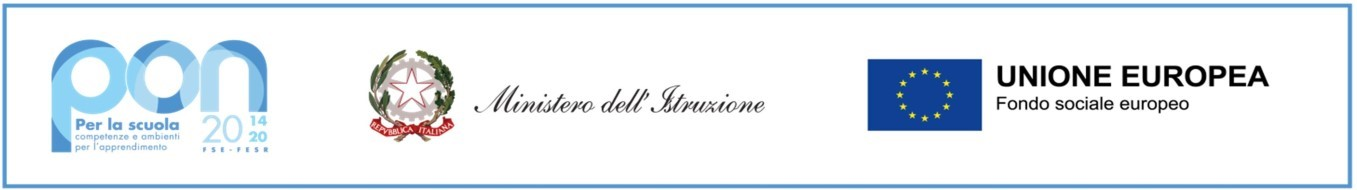 pon
Per la scuola
competenze e ambienti
per l'apprendimento
20 14
20
FSE-FESR
REPVBBLICA ITALIANA
Ministero dell'Istruzione
UNIONE EUROPEA
Fondo sociale europeo